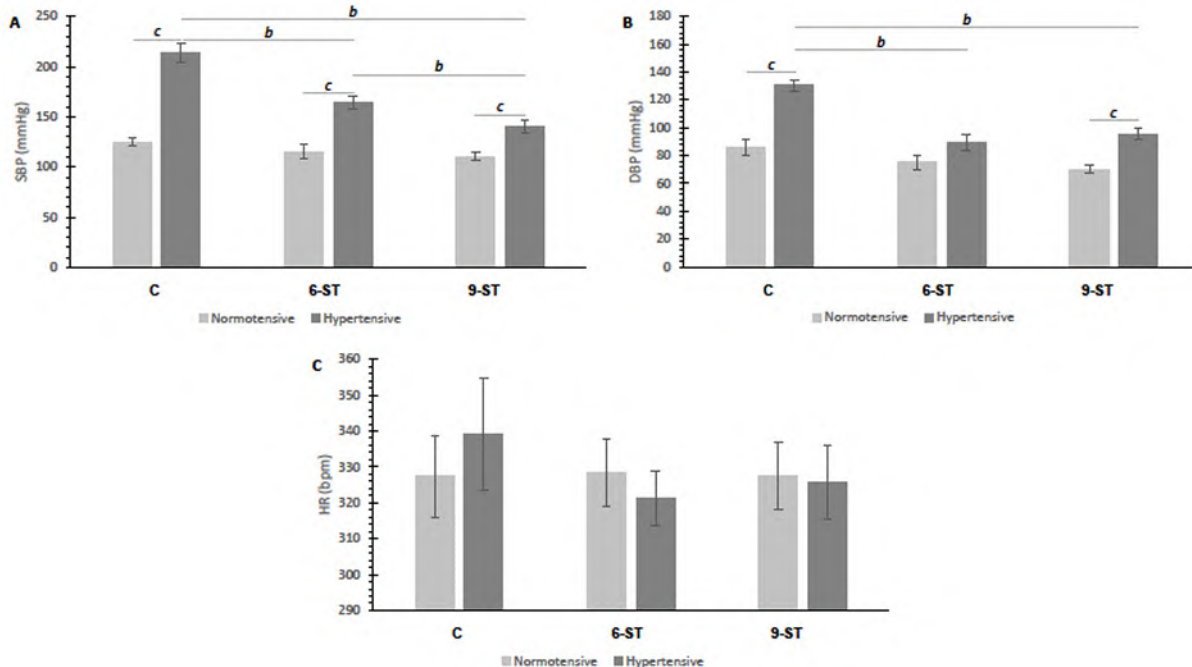 A
SBP (mmHg)
250
200
150
100
50
0
b
c
b
b
c
c
C 6-ST 9-ST
Normotensive Hypertensive
B
DBP (mmHg)
180
160
140
120
100
80
60
40
20
0
b
b
c
c
C 6-ST 9-ST
Normotensive Hypertensive
C
HR (bpm)
360
350
340
330
320
310
300
290
C 6-ST 9-ST
Normotensive Hypertensive